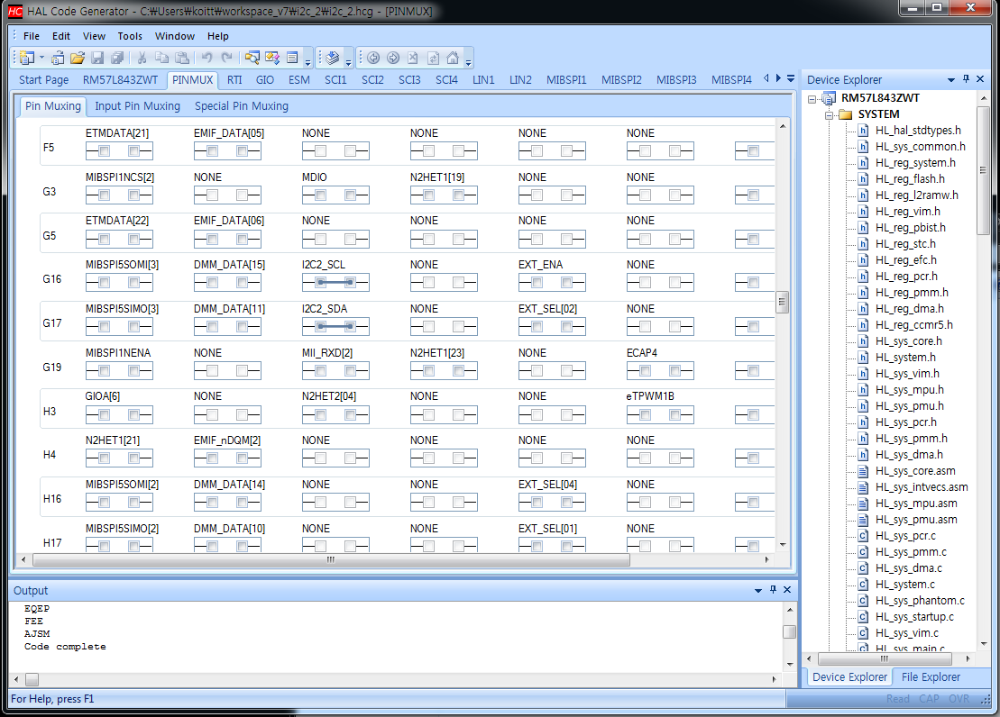 HC HAL Code Generator - C:₩Users₩koitt₩workspace_v7₩i2c_2₩i2c_2.hcg - [PINMUX]
File Edit View Tools Window Help
Start Page RM57L843ZWT PINMUX RTI GIO ESM SCI1 SCI2 SCI3 SCI4 LIN1 LIN2 MIBSPI1 MIBSPI2 MIBSPI3 MIBSPI4
Pin Muxing Input Pin Muxing Special Pin Muxing
ETMDATA[21] EMIF_DATA[05] NONE NONE NONE NONE
F5
MIBSPI1NCS[2] NONE MDIO N2HET1[19] NONE NONE
G3
ETMDATA[22] EMIF_DATA[06] NONE NONE NONE NONE
G5
MIBSPI5SOMI[3] DMM_DATA[15] I2C2_SCL NONE EXT_ENA NONE
G16
MIBSPI5SIMO[3] DMM_DATA[11] I2C2_SDA NONE EXT_SEL[02] NONE
G17
MIBSPI1NENA NONE MII_RXD[2] N2HET1[23] NONE ECAP4
G19
GIOA[6] NONE N2HET2[04] NONE NONE eTPWM1B
H3
N2HET1[21] EMIF_nDQM[2] NONE NONE NONE NONE
H4
MIBSPI5SOMI[2] DMM_DATA[14] NONE NONE EXT_SEL[04] NONE
H16
MIBSPI5SIMO[2] DMM_DATA[10] NONE NONE EXT_SEL[01] NONE
H17
Output
EQEP
FEE
AJSM
Code complete
Device Explorer
RM57L843ZWT
SYSTEM
HL_hal_stdtypes.h
HL_sys_common.h
HL_reg_system.h
HL_reg_flash.h
HL_reg_l2ramw.h
HL_reg_vim.h
HL_reg_pbist.h
HL_reg_stc.h
HL_reg_efc.h
HL_reg_pcr.h
HL_reg_pmm.h
HL_reg_dma.h
HL_reg_ccmr5.h
HL_sys_core.h
HL_system.h
HL_sys_vim.h
HL_sys_mpu.h
HL_sys_pmu.h
HL_sys_pcr.h
HL_sys_pmm.h
HL_sys_dma.h
HL_sys_core.asm
HL_sys_intvecs.asm
HL_sys_mpu.asm
HL_sys_pmu.asm
HL_sys_pcr.c
HL_sys_pmm.c
HL_sys_dma.c
HL_system.c
HL_sys_phantom.c
HL_sys_startup.c
HL_sys_vim.c
HL_sys_main.c
Device Explorer File Explorer
For Help, press F1
Read CAP OVR